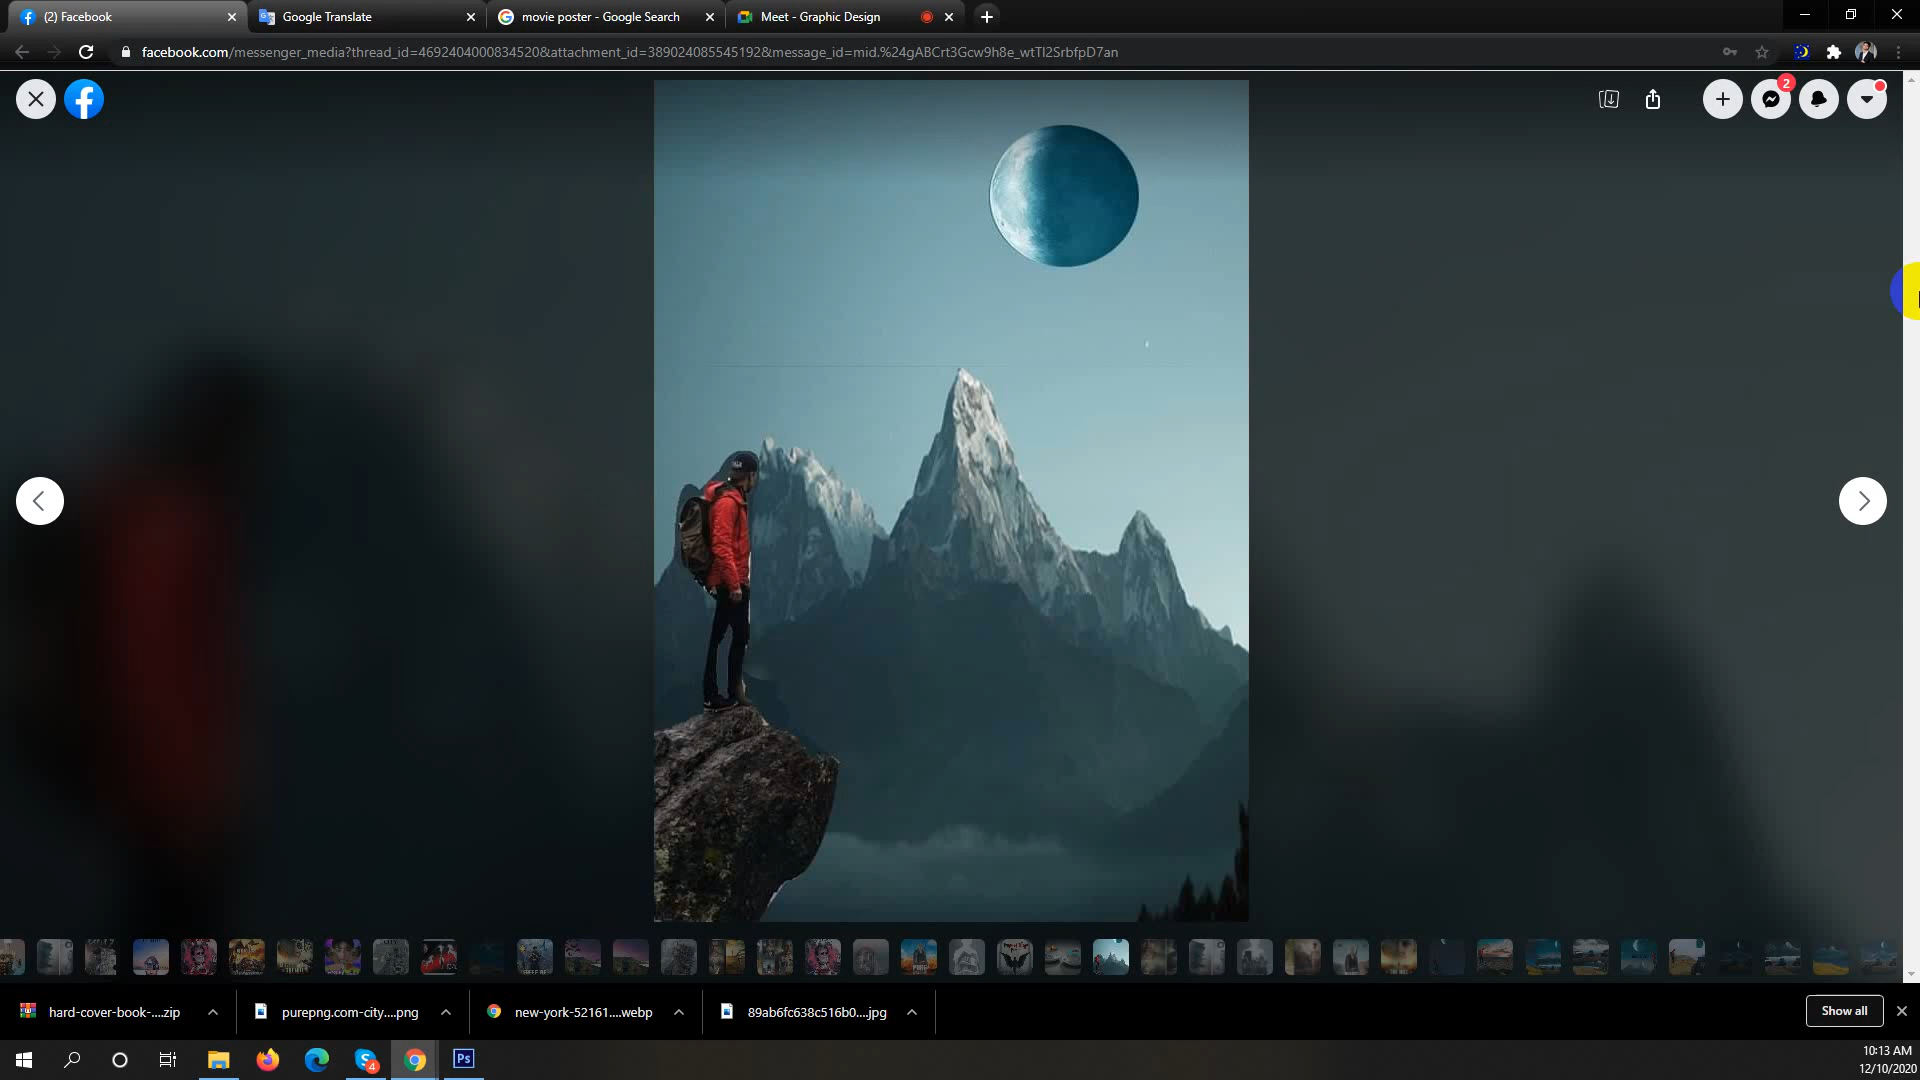 (2) Facebook
Google Translate
movie poster - Google Search
Meet - Graphic Design
facebook.com/messenger_media?thread_id=4692404000834520&attachment_id=389024085545192&message_id=mid.%24gABCrt3Gcw9h8e_wtTl2SrbfpD7an
2
hard-cover-book-....zip
purepng.com-city....png
new-york-52161....webp
89ab6fc638c516b0....jpg
Show all
4
Ps
10:13 AM
12/10/2020